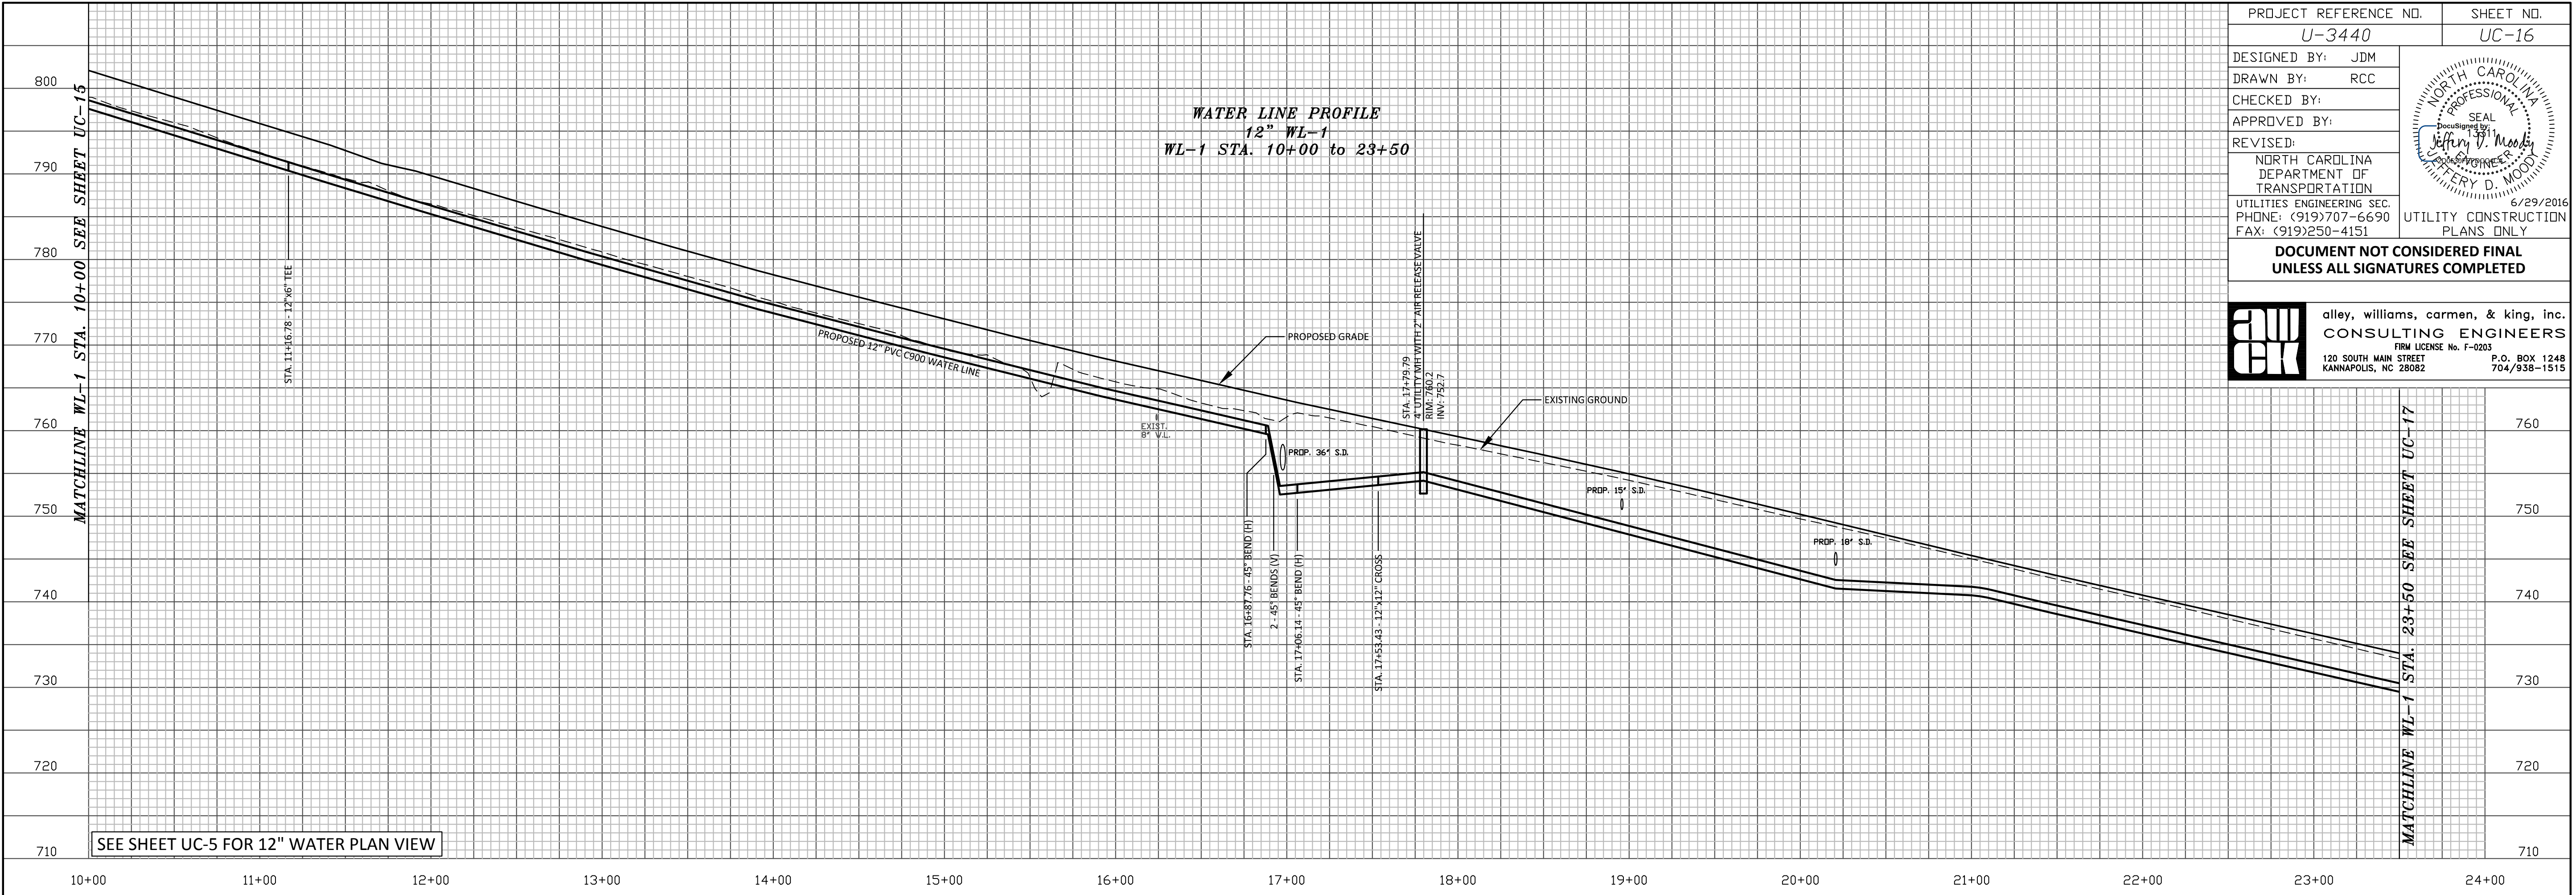 PROJECT REFERENCE NO.
SHEET NO.
U-3440
UC-16
DESIGNED BY: JDM
DRAWN BY: RCC
CHECKED BY:
APPROVED BY:
REVISED:
NORTH CAROLINA
DEPARTMENT OF
TRANSPORTATION
UTILITIES ENGINEERING SEC.
PHONE: (919)707-6690
FAX: (919)250-4151
NORTH CAROLINA
PROFESSIONAL
SEAL
13311
DocuSigned by:
Jeffery D. Moody
ENGINEER
JEFFERY D. MOODY
6/29/2016
UTILITY CONSTRUCTION
PLANS ONLY
DOCUMENT NOT CONSIDERED FINAL
UNLESS ALL SIGNATURES COMPLETED
aw
ck
alley, williams, carmen, & king, inc.
CONSULTING ENGINEERS
FIRM LICENSE No. F-0203
120 SOUTH MAIN STREET
KANNAPOLIS, NC 28082
P.O. BOX 1248
704/938-1515
WATER LINE PROFILE
12" WL-1
WL-1 STA. 10+00 to 23+50
800
790
780
770
760
750
740
730
720
710
MATCHLINE WL-1 STA. 10+00 SEE SHEET UC-15
STA. 11+16.78 - 12"x6" TEE
PROPOSED 12" PVC C900 WATER LINE
EXIST.
8" W.L.
PROPOSED GRADE
STA. 16+87.76 - 45° BEND (H)
2 - 45° BENDS (V)
STA. 17+06.14 - 45° BEND (H)
PROP. 36" S.D.
STA. 17+53.43 - 12"x12" CROSS
STA. 17+79.79
4' UTILITY MH WITH 2" AIR RELEASE VALVE
RIM: 760.2
INV: 752.7
EXISTING GROUND
PROP. 15" S.D.
PROP. 18" S.D.
MATCHLINE WL-1 STA. 23+50 SEE SHEET UC-17
760
750
740
730
720
710
SEE SHEET UC-5 FOR 12" WATER PLAN VIEW
10+00
11+00
12+00
13+00
14+00
15+00
16+00
17+00
18+00
19+00
20+00
21+00
22+00
23+00
24+00